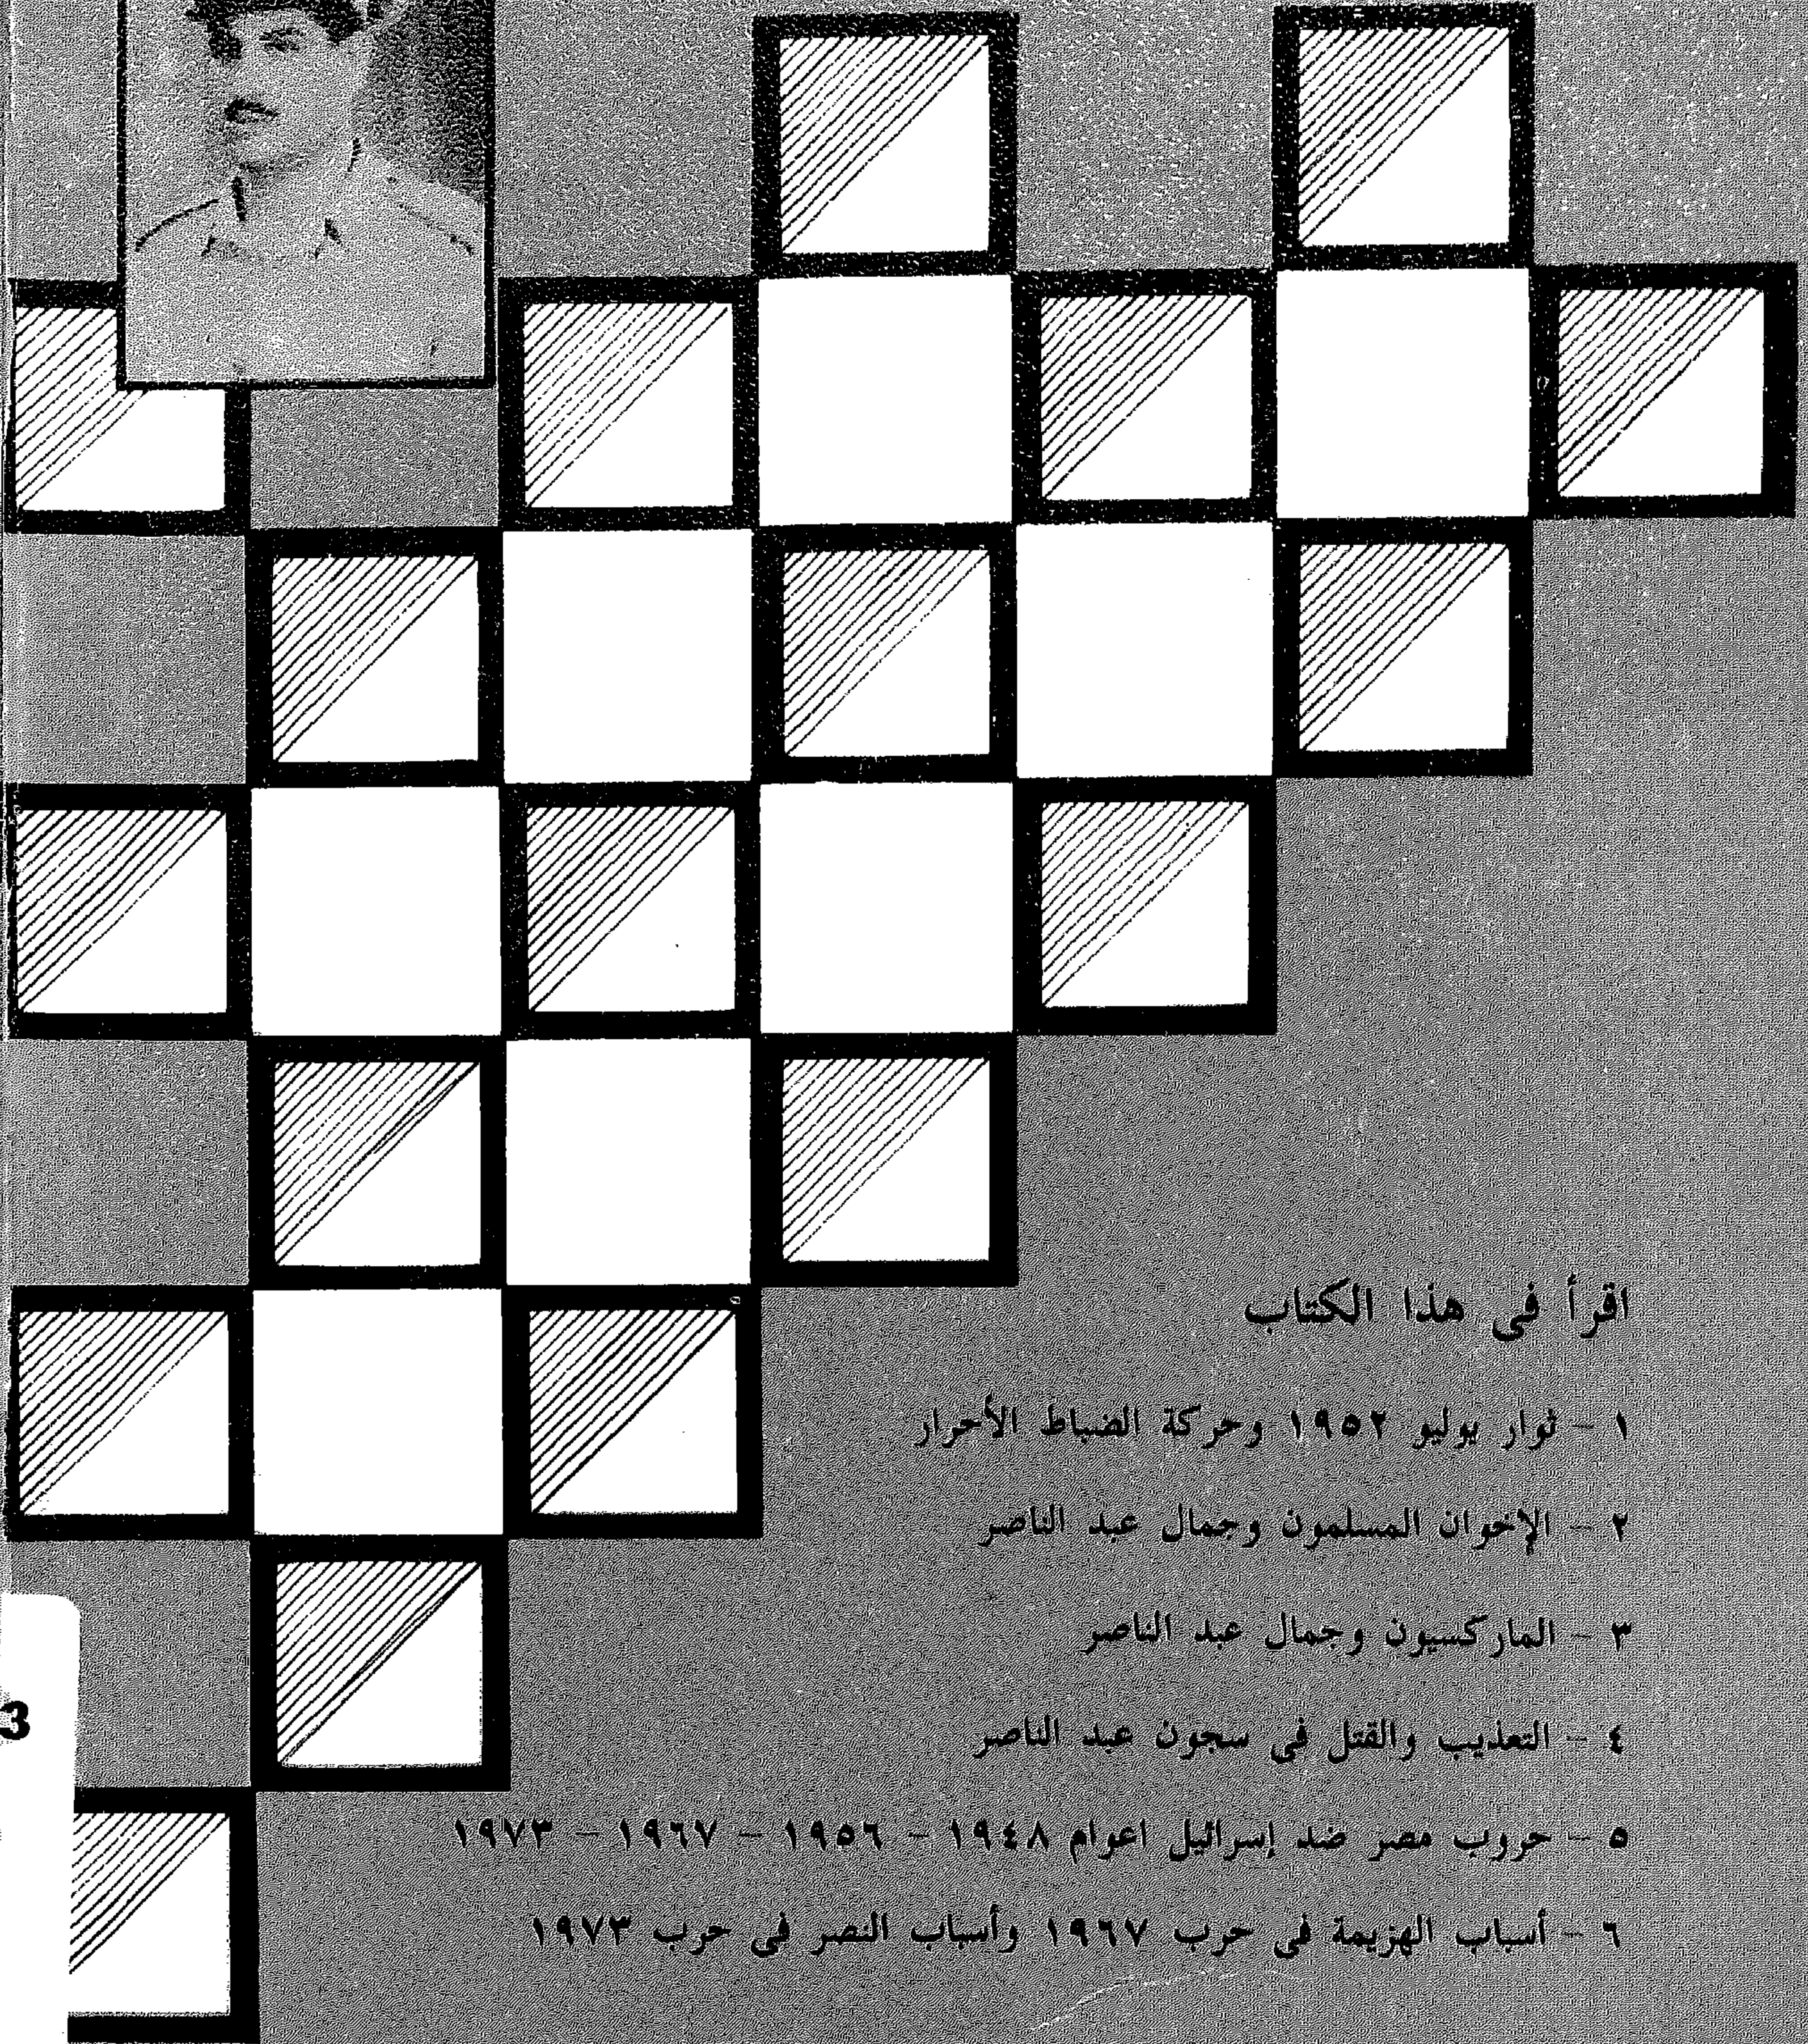 اقرأ فى هذا الكتاب
١ - ثوار يوليو ١٩٥٢ وحركة الضباط الأحرار
٢ - الإخوان المسلمون وجمال عبد الناصر
٣ - الماركسيون وجمال عبد الناصر
٤ - التعذيب والقتل فى سجون عبد الناصر
٥ - حروب مصر ضد إسرائيل اعوام ١٩٤٨ - ١٩٥٦ - ١٩٦٧ - ١٩٧٣
٦ - أسباب الهزيمة فى حرب ١٩٦٧ وأسباب النصر فى حرب ١٩٧٣
3